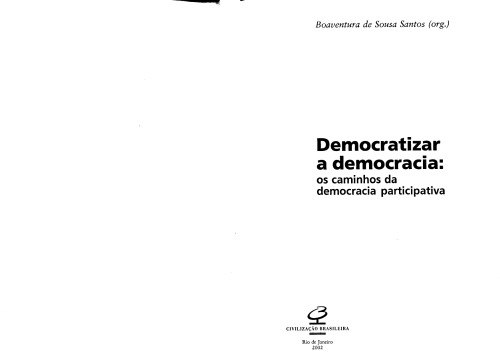 Boaventura de Sousa Santos (org.)
Democratizar
a democracia:
os caminhos da
democracia participativa
CIVILIZAÇÃO BRASILEIRA
Rio de Janeiro
2002